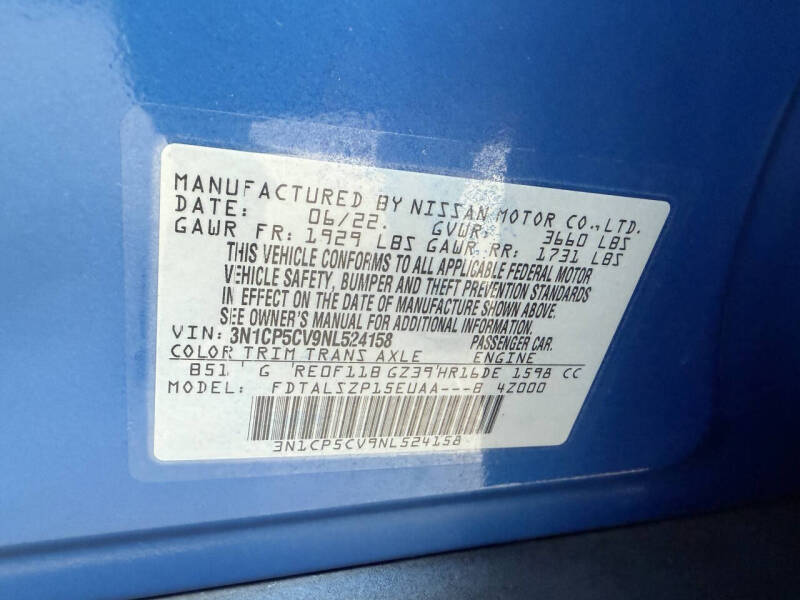 MANUFACTURED BY NISSAN MOTOR CO.,LTD.
DATE: 06/22. GVWR: 3660 LBS
GAWR FR: 1929 LBS GAWR RR: 1731 LBS
THIS VEHICLE CONFORMS TO ALL APPLICABLE FEDERAL MOTOR
VEHICLE SAFETY, BUMPER AND THEFT PREVENTION STANDARDS
IN EFFECT ON THE DATE OF MANUFACTURE SHOWN ABOVE.
SEE OWNER'S MANUAL FOR ADDITIONAL INFORMATION.
VIN: 3N1CP5CV9NL524158 PASSENGER CAR.
COLOR TRIM TRANS AXLE ENGINE
B51 G RE0F11B GZ39 HR16DE 1598 CC
MODEL: FDTALSZP15EUAA---B 4Z000
3N1CP5CV9NL524158